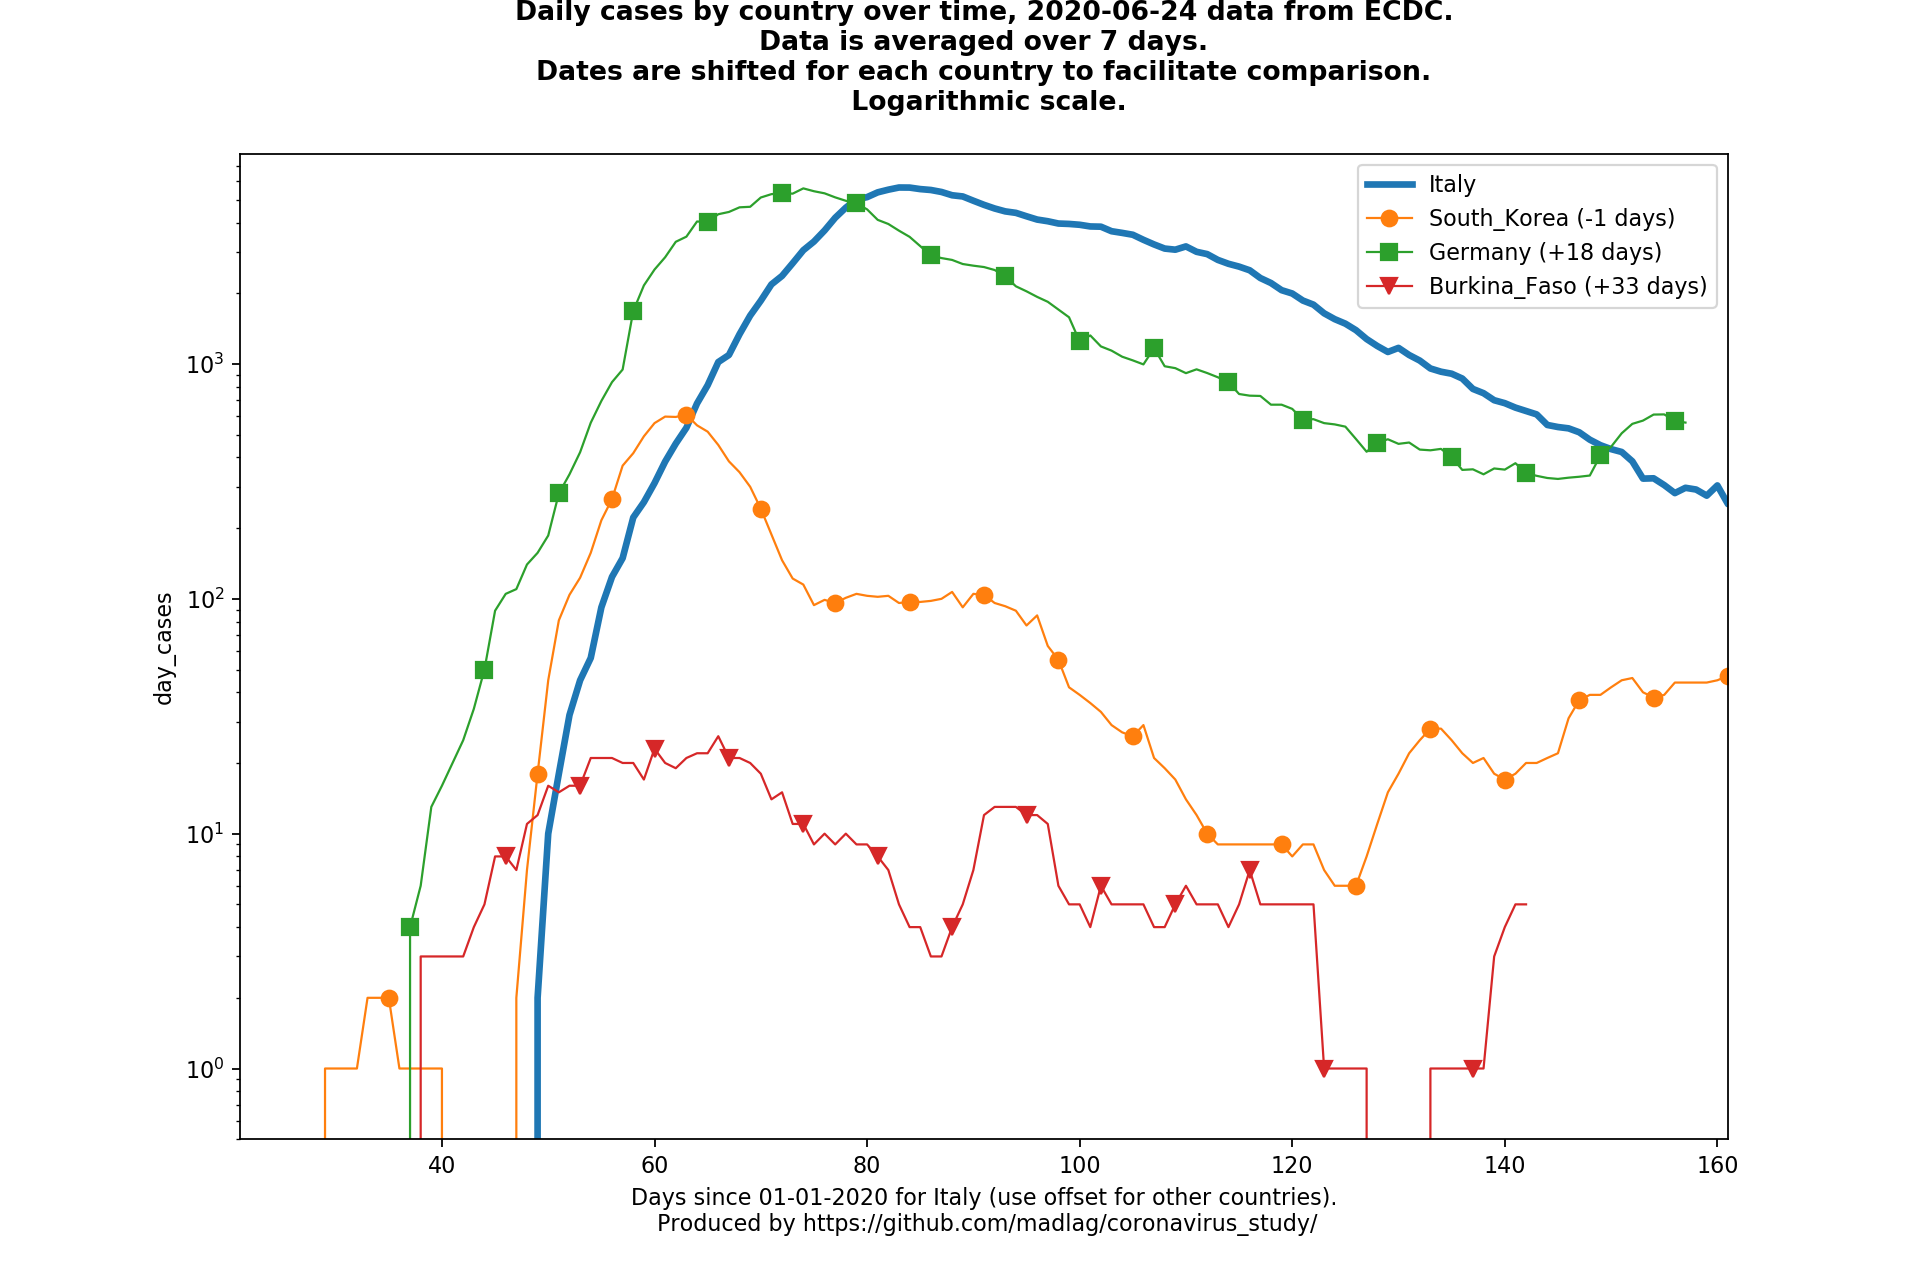 Daily cases by country over time, 2020-06-24 data from ECDC.
Data is averaged over 7 days.
Dates are shifted for each country to facilitate comparison.
Logarithmic scale.
Italy
South_Korea (-1 days)
Germany (+18 days)
Burkina_Faso (+33 days)
10³
10²
10¹
10⁰
day_cases
40 60 80 100 120 140 160
Days since 01-01-2020 for Italy (use offset for other countries).
Produced by https://github.com/madlag/coronavirus_study/